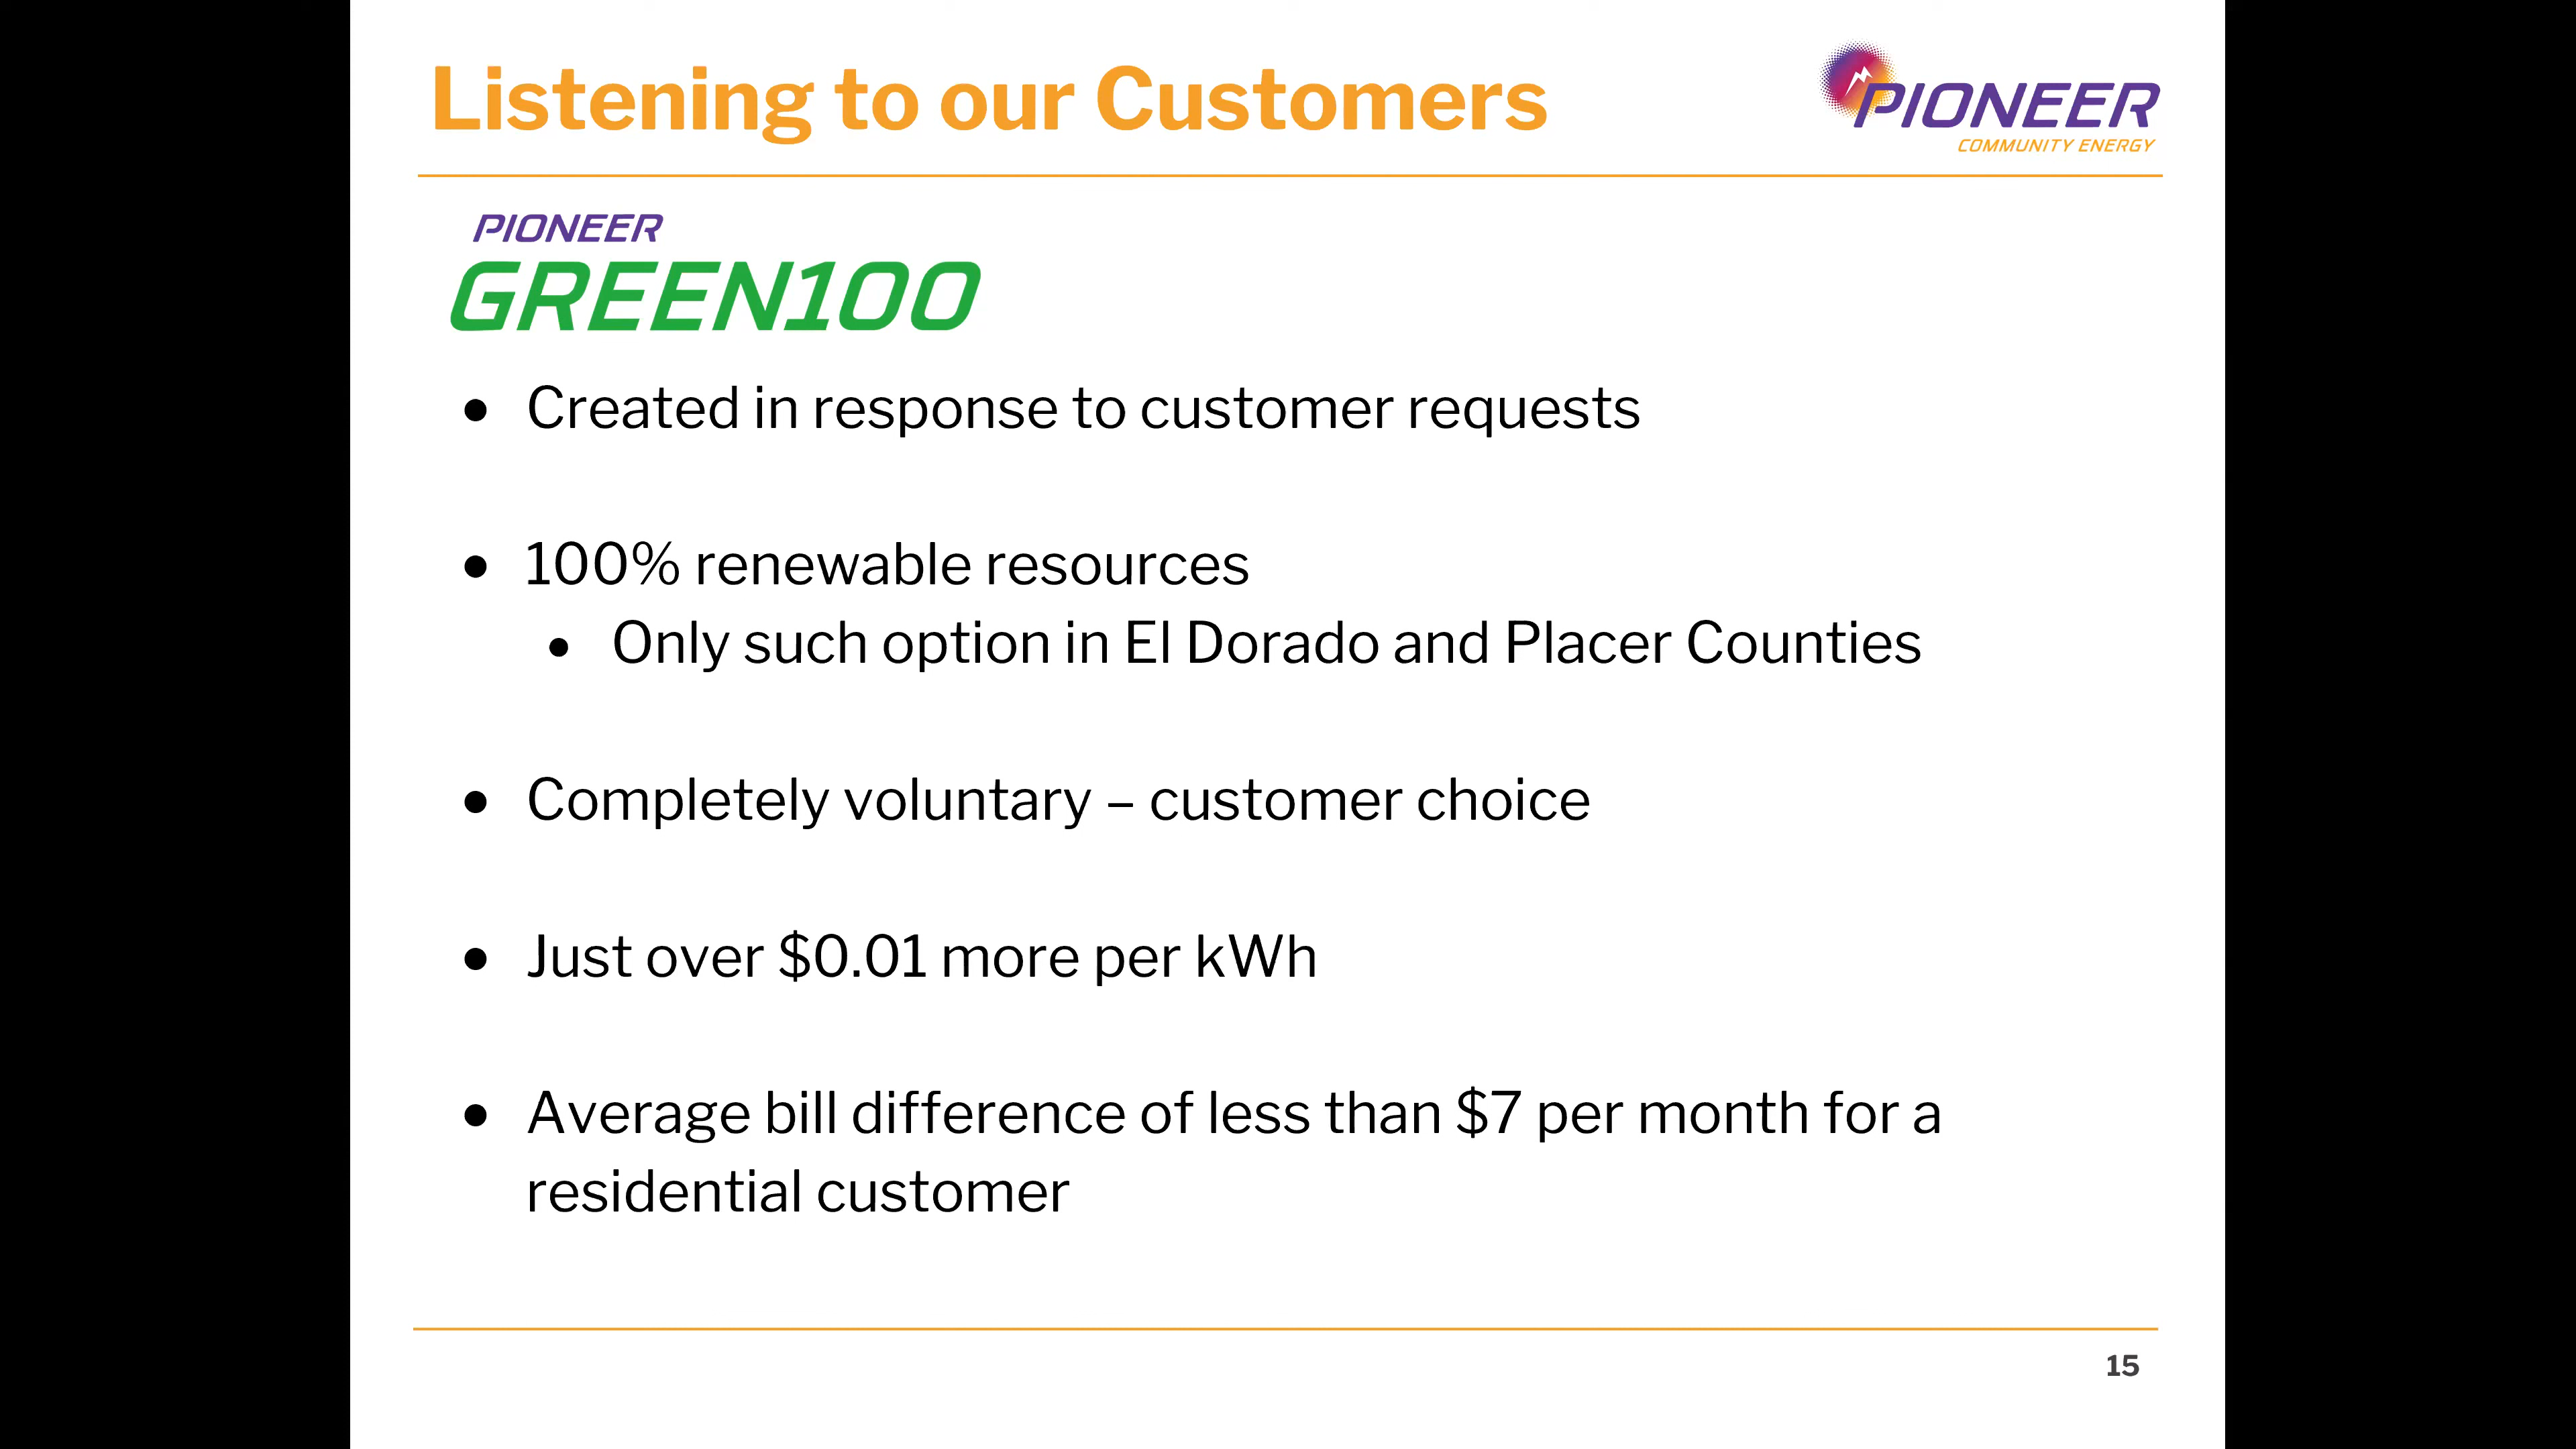 Listening to our Customers
PIONEER
COMMUNITY ENERGY
PIONEER
GREEN100
• Created in response to customer requests
• 100% renewable resources
• Only such option in El Dorado and Placer Counties
• Completely voluntary – customer choice
• Just over $0.01 more per kWh
• Average bill difference of less than $7 per month for a
residential customer
15